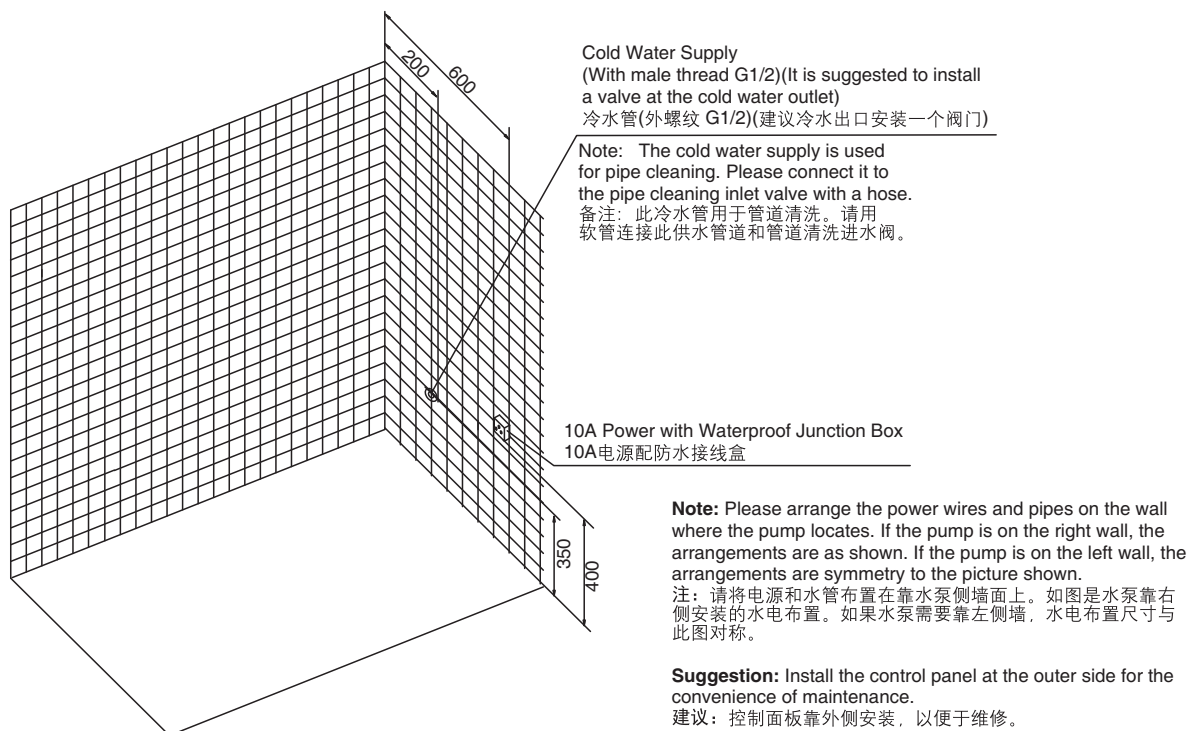 200
600
Cold Water Supply
(With male thread G1/2)(It is suggested to install
a valve at the cold water outlet)
冷水管(外螺纹 G1/2)(建议冷水出口安装一个阀门)
Note: The cold water supply is used
for pipe cleaning. Please connect it to
the pipe cleaning inlet valve with a hose.
备注：此冷水管用于管道清洗。请用
软管连接此供水管道和管道清洗进水阀。
10A Power with Waterproof Junction Box
10A电源配防水接线盒
350
400
Note: Please arrange the power wires and pipes on the wall
where the pump locates. If the pump is on the right wall, the
arrangements are as shown. If the pump is on the left wall, the
arrangements are symmetry to the picture shown.
注：请将电源和水管布置在靠水泵侧墙面上。如图是水泵靠右
侧安装的水电布置。如果水泵需要靠左侧墙，水电布置尺寸与
此图对称。
Suggestion: Install the control panel at the outer side for the
convenience of maintenance.
建议：控制面板靠外侧安装，以便于维修。